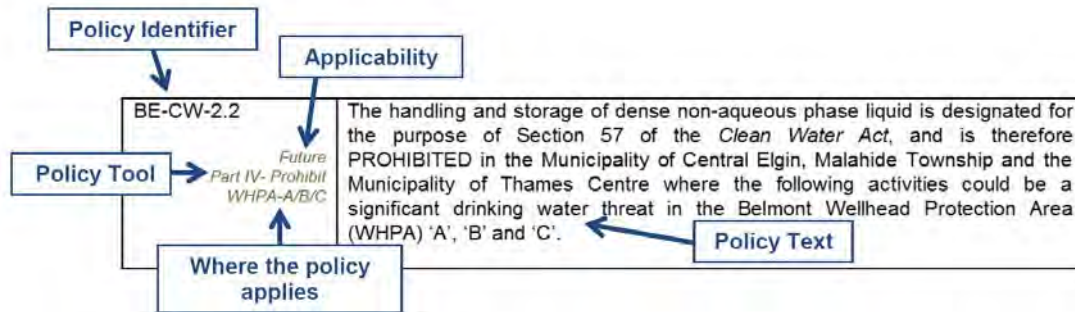 Policy Identifier
Applicability
BE-CW-2.2
Future
Part IV- Prohibit
WHPA-A/B/C
Policy Tool
Where the policy
applies
The handling and storage of dense non-aqueous phase liquid is designated for
the purpose of Section 57 of the Clean Water Act, and is therefore
PROHIBITED in the Municipality of Central Elgin, Malahide Township and the
Municipality of Thames Centre where the following activities could be a
significant drinking water threat in the Belmont Wellhead Protection Area
(WHPA) ‘A’, ‘B’ and ‘C’.
Policy Text